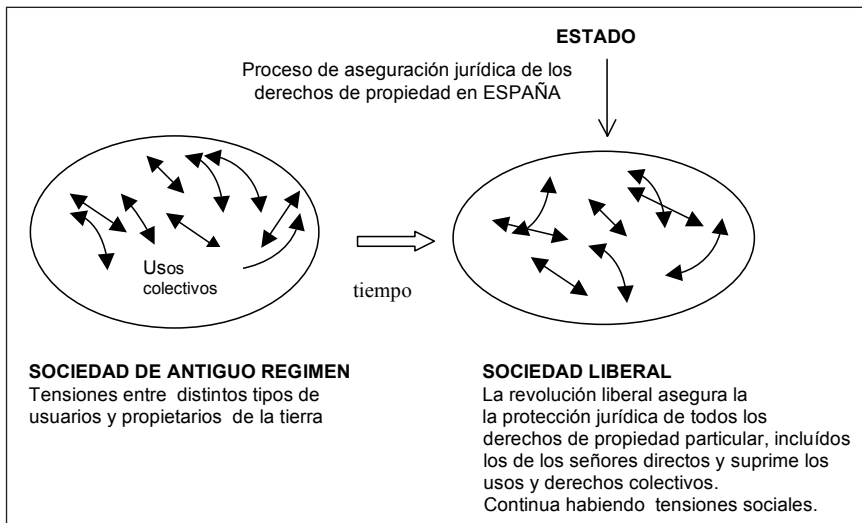 ESTADO
Proceso de aseguración jurídica de los
derechos de propiedad en ESPAÑA
Usos
colectivos
tiempo
SOCIEDAD DE ANTIGUO REGIMEN
Tensiones entre distintos tipos de
usuarios y propietarios de la tierra
SOCIEDAD LIBERAL
La revolución liberal asegura la
la protección jurídica de todos los
derechos de propiedad particular, incluídos
los de los señores directos y suprime los
usos y derechos colectivos.
Continua habiendo tensiones sociales.